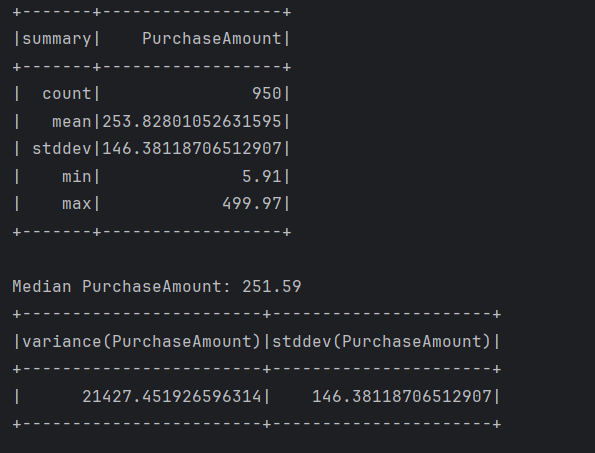 +-------+------------------+
|summary|    PurchaseAmount|
+-------+------------------+
|  count|               950|
|   mean|253.82801052631595|
| stddev|146.38118706512907|
|    min|              5.91|
|    max|            499.97|
+-------+------------------+

Median PurchaseAmount: 251.59
+------------------------+----------------------+
|variance(PurchaseAmount)|stddev(PurchaseAmount)|
+------------------------+----------------------+
|      21427.451926596314|    146.38118706512907|
+------------------------+----------------------+